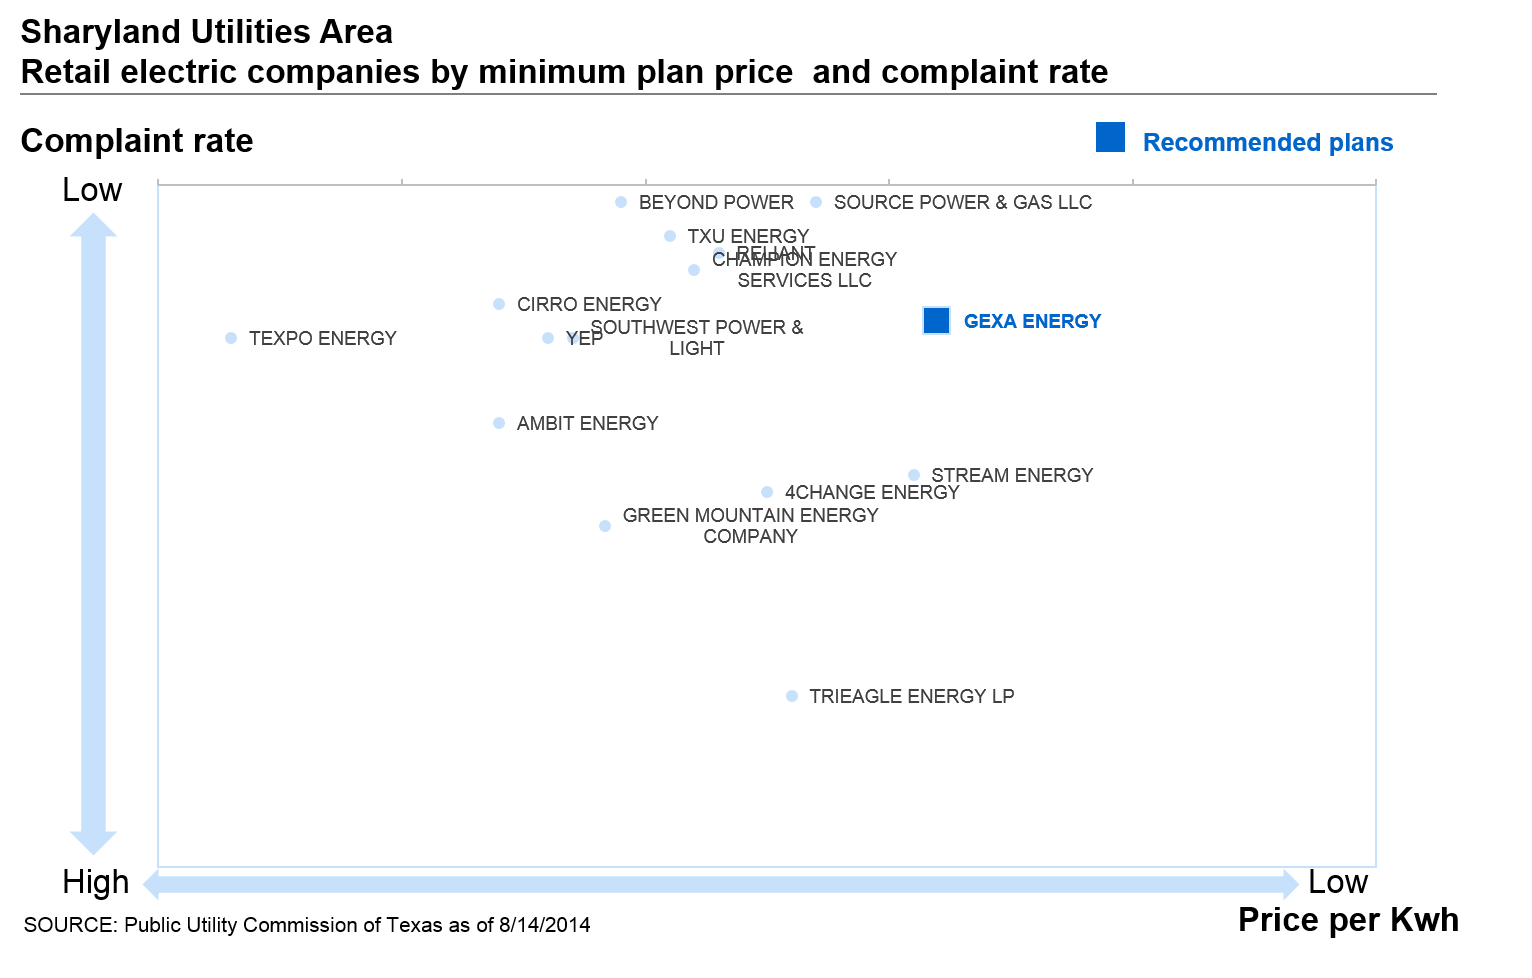 Sharyland Utilities Area
Retail electric companies by minimum plan price  and complaint rate
Complaint rate
Recommended plans
Low
BEYOND POWER
SOURCE POWER & GAS LLC
TXU ENERGY
RELIANT
CHAMPION ENERGY
SERVICES LLC
CIRRO ENERGY
GEXA ENERGY
SOUTHWEST POWER &
LIGHT
TEXPO ENERGY
YEP
AMBIT ENERGY
STREAM ENERGY
4CHANGE ENERGY
GREEN MOUNTAIN ENERGY
COMPANY
TRIEAGLE ENERGY LP
High
Low
Price per Kwh
SOURCE: Public Utility Commission of Texas as of 8/14/2014